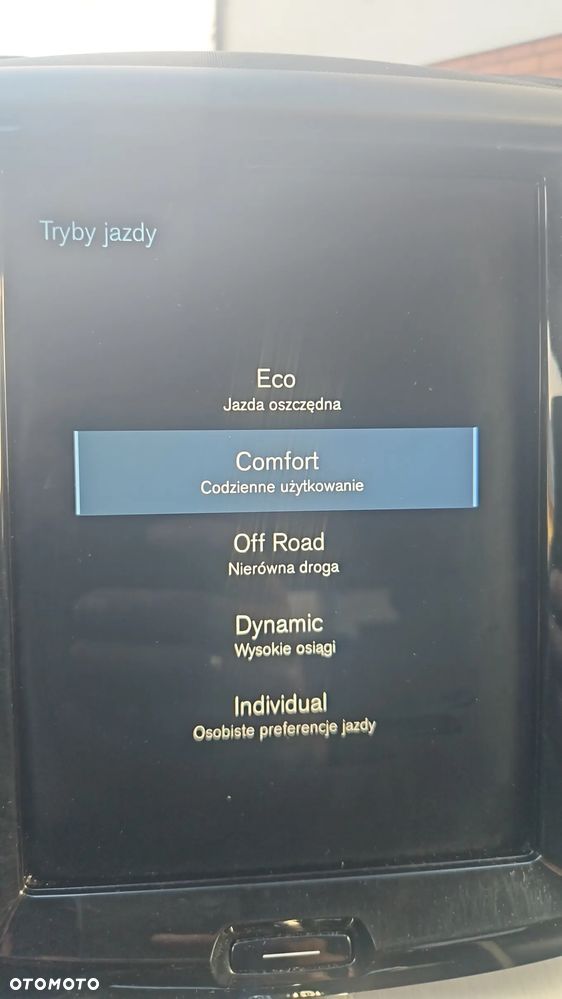 Tryby jazdy
Eco
Jazda oszczędna
Comfort
Codzienne użytkowanie
Off Road
Nierówna droga
Dynamic
Wysokie osiągi
Individual
Osobiste preferencje jazdy
OTOMOTO